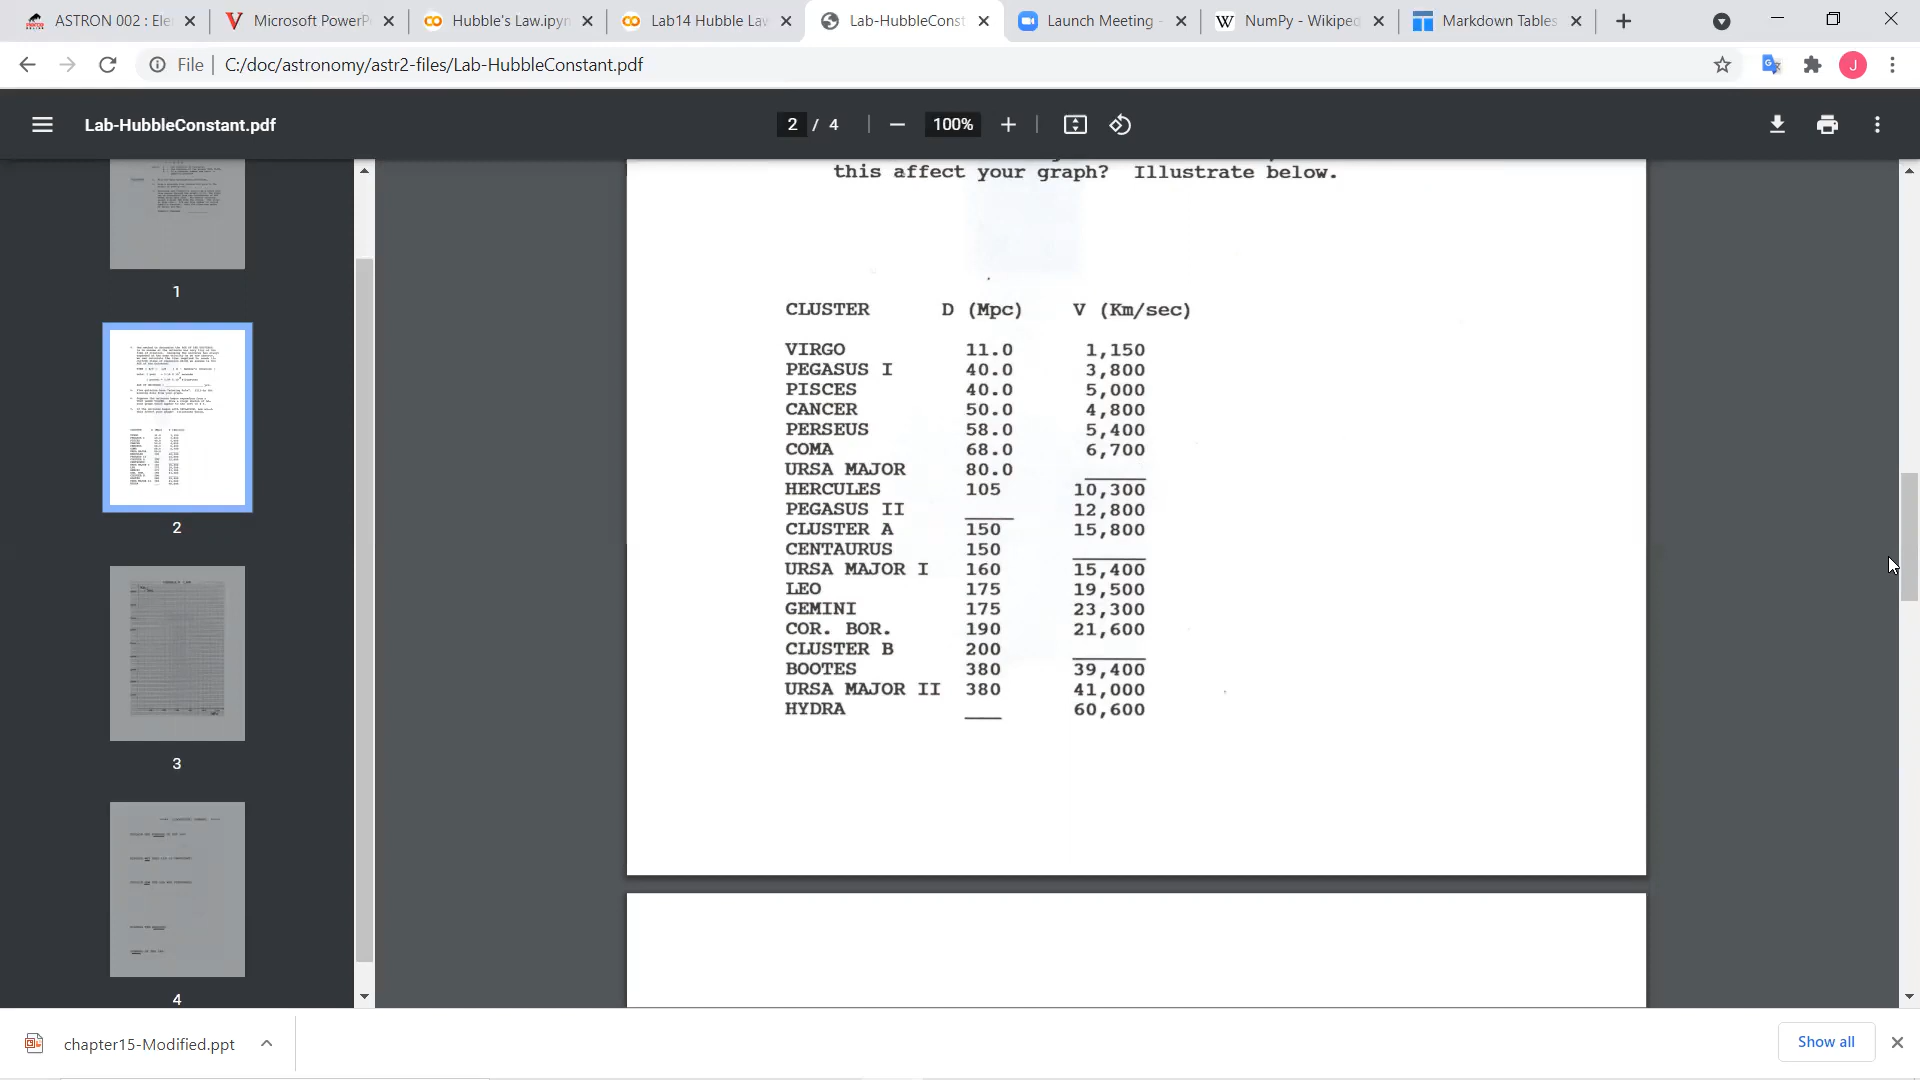 ASTRON 002 : Ele
Microsoft PowerP
Hubble's Law.ipyn
Lab14 Hubble Law
Lab-HubbleConst
Launch Meeting -
NumPy - Wikiped
Markdown Tables
File
C:/doc/astronomy/astr2-files/Lab-HubbleConstant.pdf
J
Lab-HubbleConstant.pdf
2 / 4
100%
this affect your graph? Illustrate below.
CLUSTER D (Mpc) V (Km/sec)
VIRGO 11.0 1,150
PEGASUS I 40.0 3,800
PISCES 40.0 5,000
CANCER 50.0 4,800
PERSEUS 58.0 5,400
COMA 68.0 6,700
URSA MAJOR 80.0 _____
HERCULES 105 10,300
PEGASUS II ____ 12,800
CLUSTER A 150 15,800
CENTAURUS 150 ______
URSA MAJOR I 160 15,400
LEO 175 19,500
GEMINI 175 23,300
COR. BOR. 190 21,600
CLUSTER B 200 ______
BOOTES 380 39,400
URSA MAJOR II 380 41,000
HYDRA ___ 60,600
1
2
3
4
chapter15-Modified.ppt
Show all